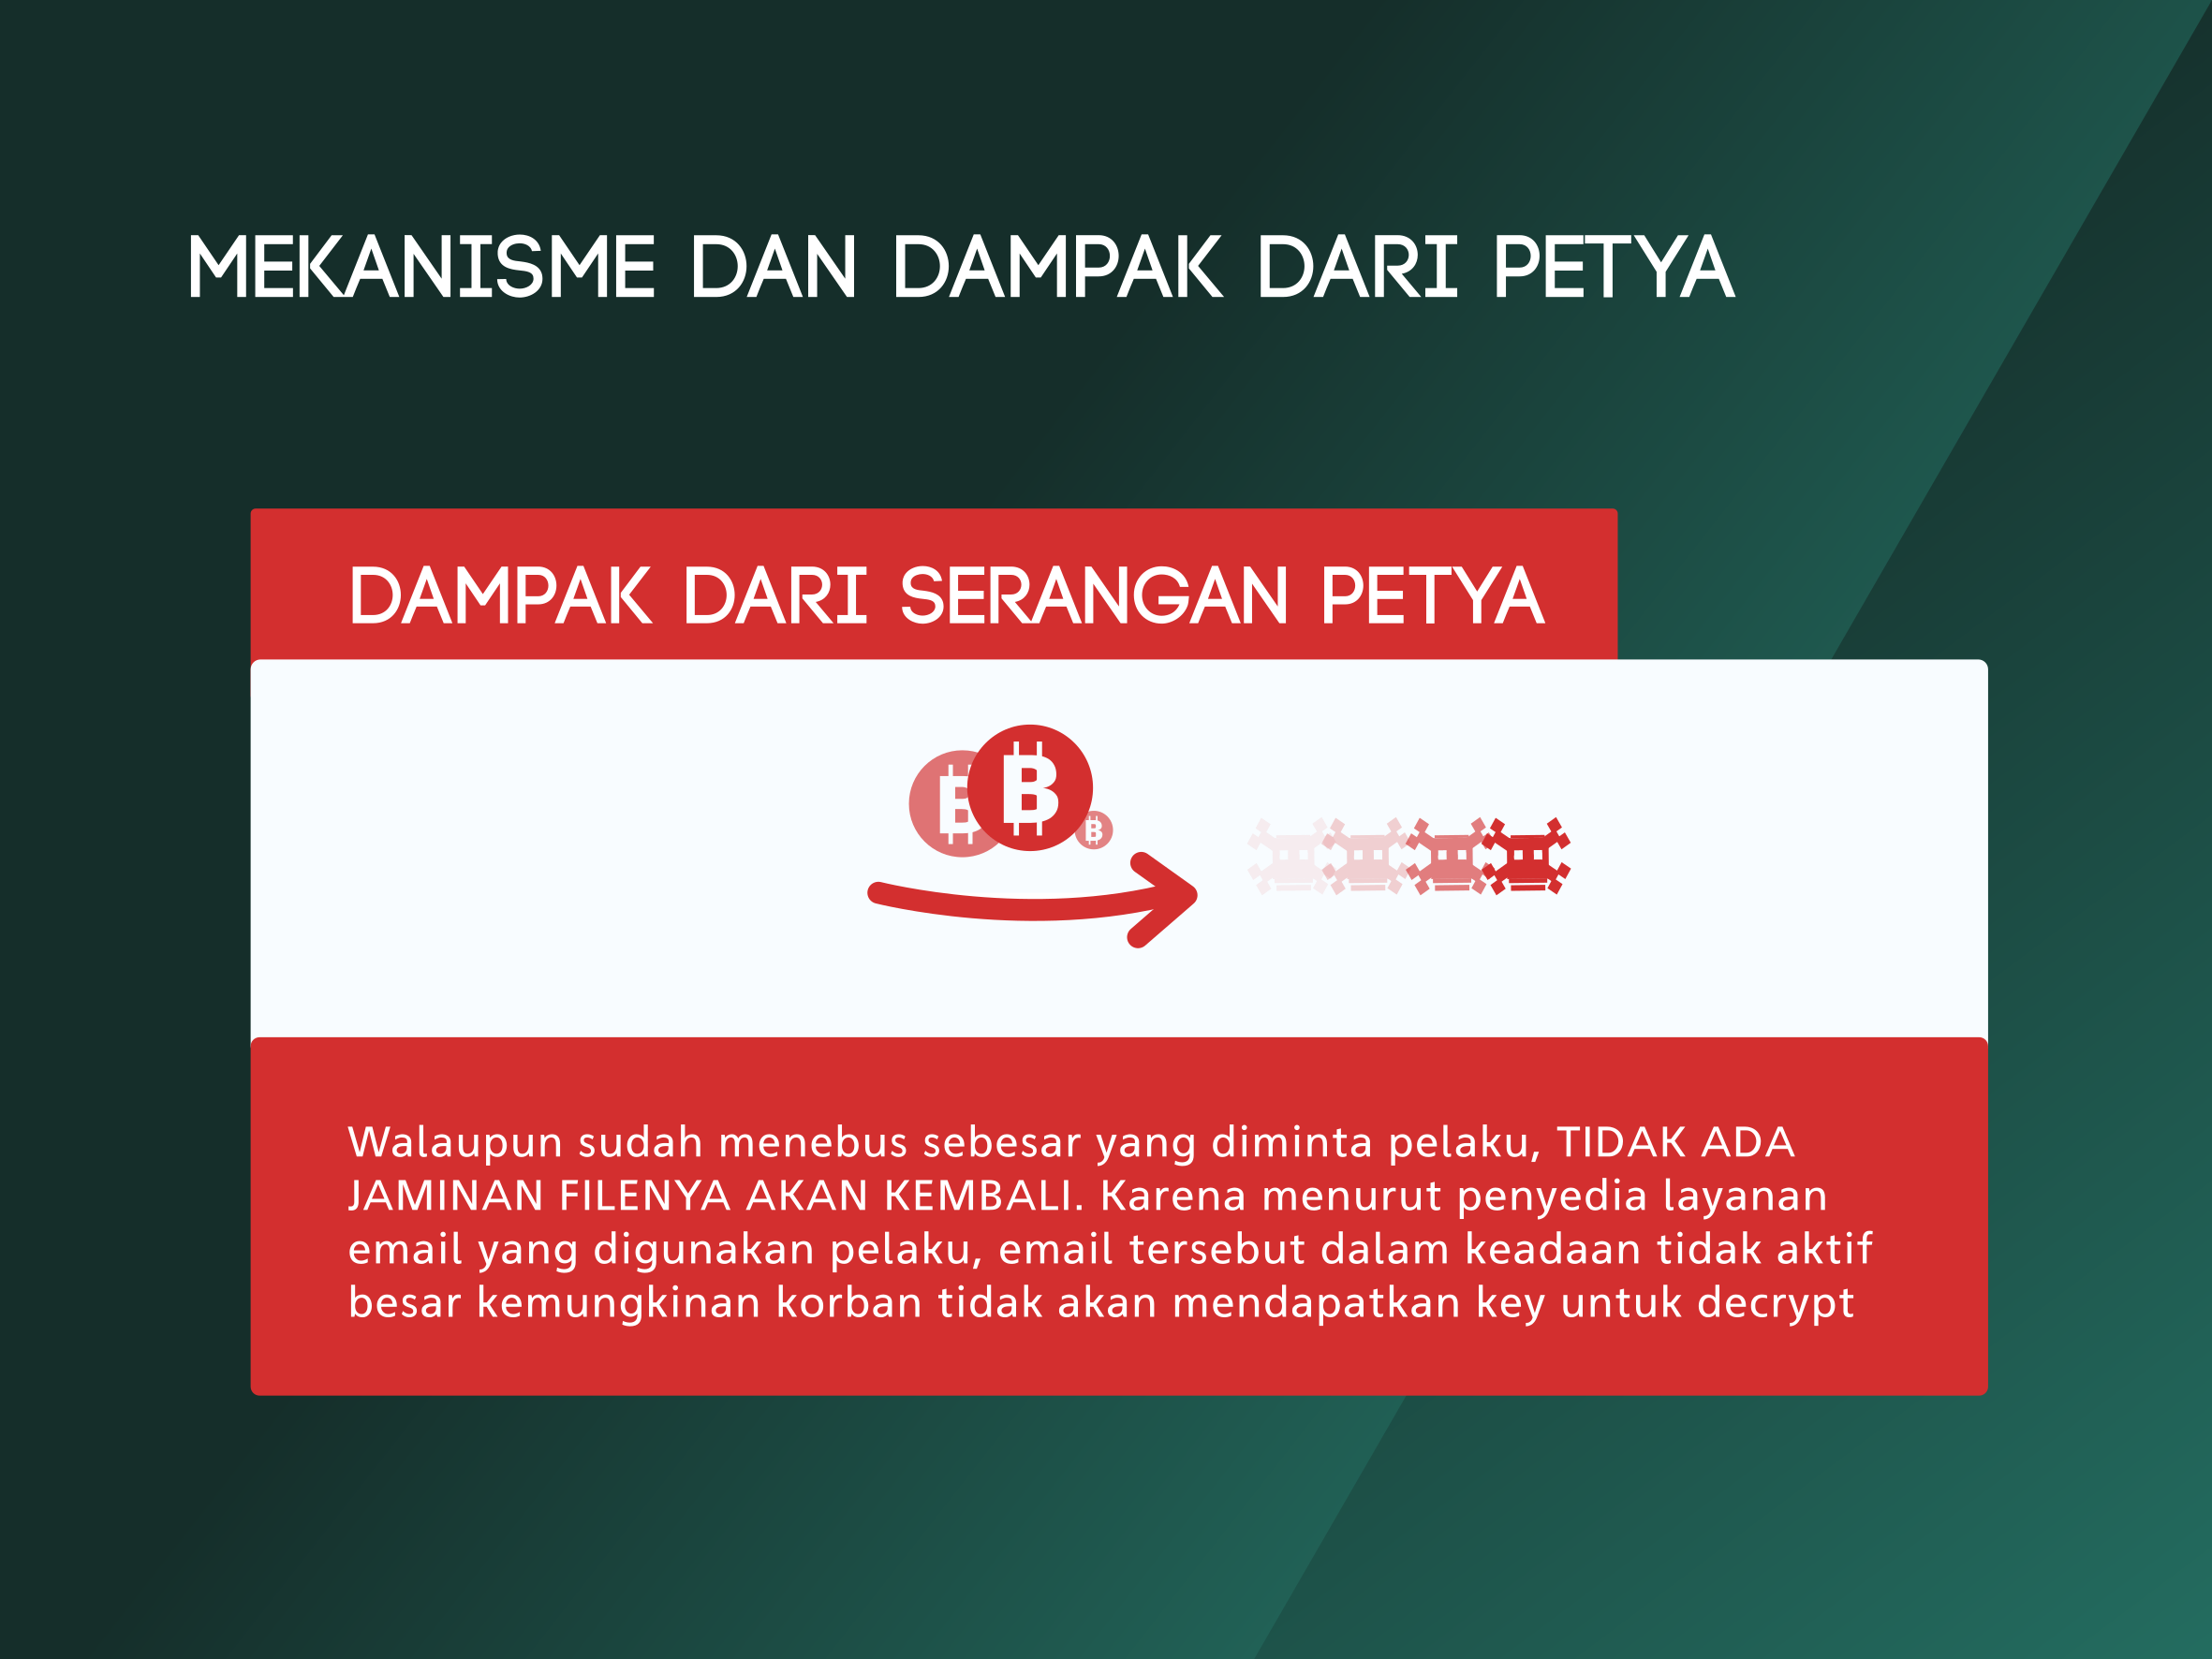 MEKANISME DAN DAMPAK DARI PETYA
DAMPAK DARI SERANGAN PETYA
Walaupun sudah menebus sebesar yang diminta pelaku, TIDAK ADA
JAMINAN FILENYA AKAN KEMBALI. Karena menurut penyedia layanan
email yang digunakan pelaku, email tersebut dalam keadaan tidak aktif
besar kemungkinan korban tidak akan mendapatkan key untuk decrypt